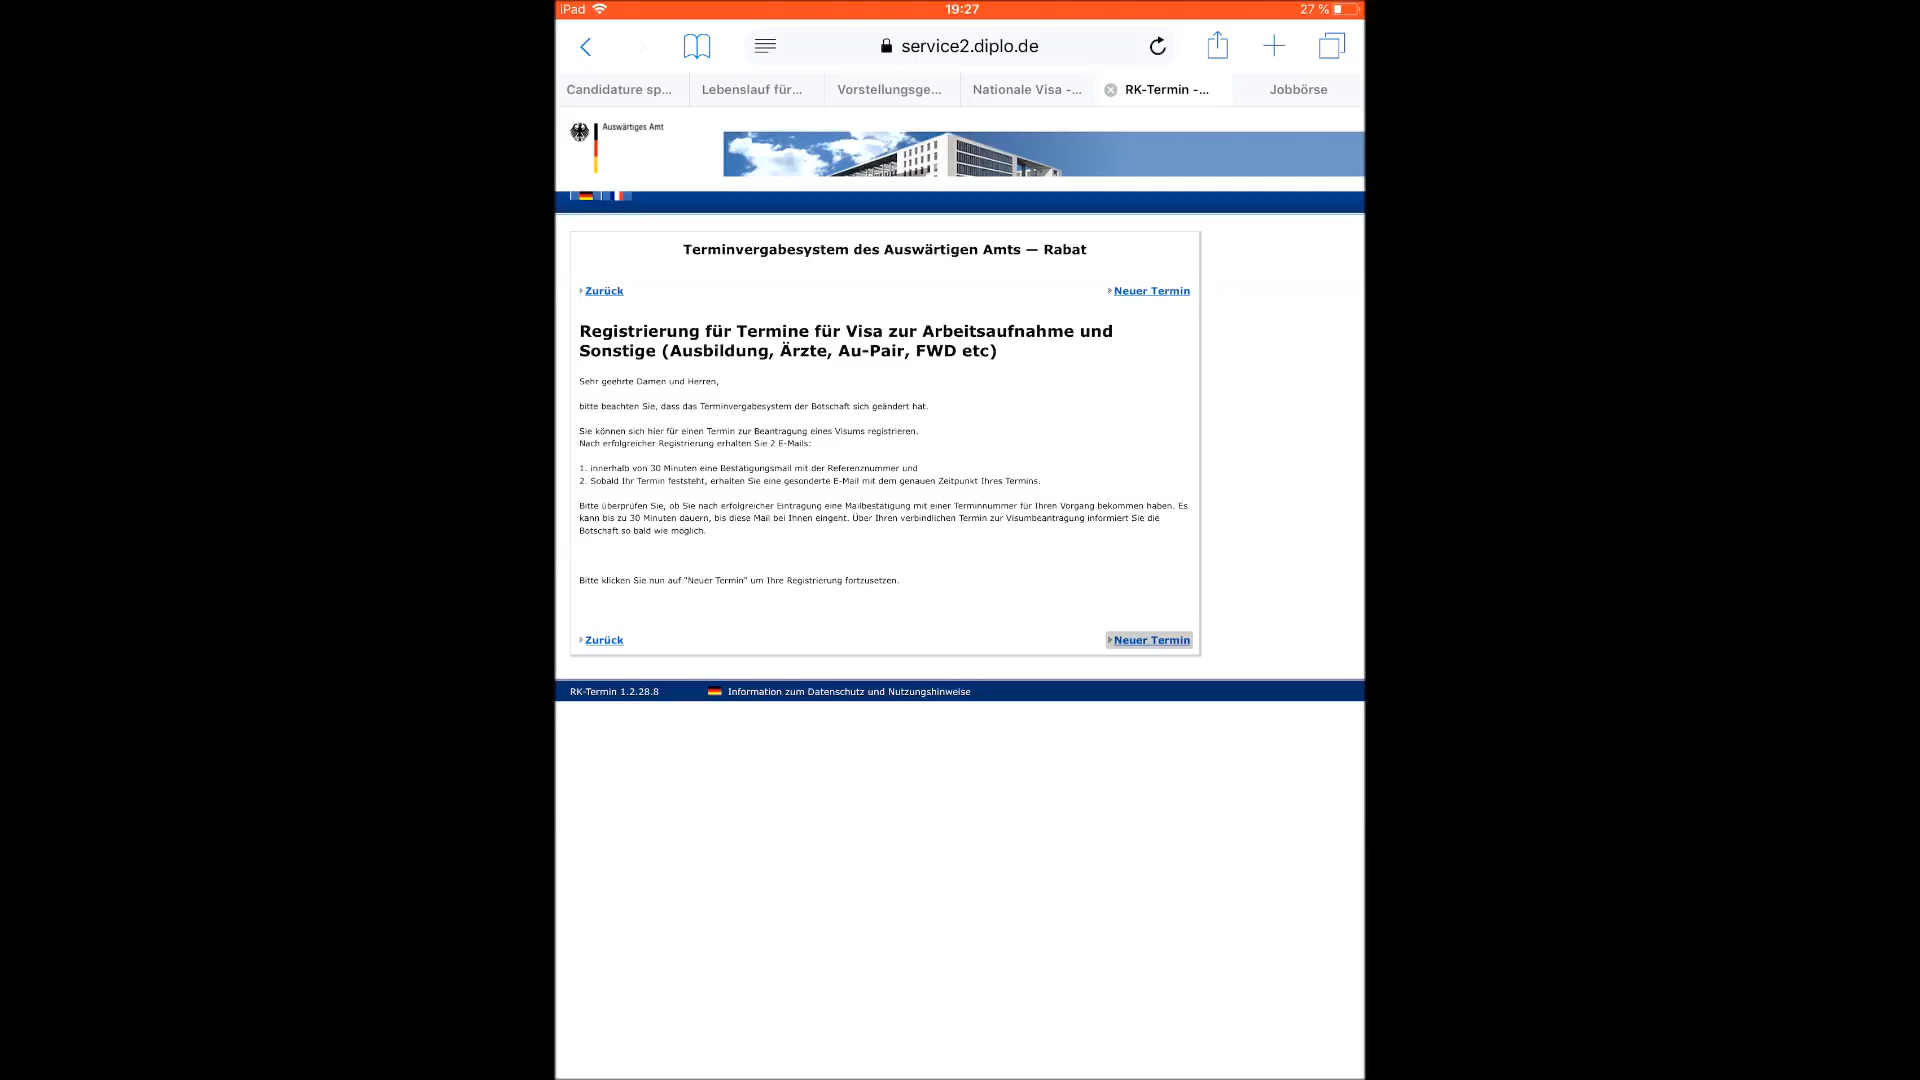 iPad
19:27
27 %
service2.diplo.de
Candidature sp...
Lebenslauf für...
Vorstellungsge...
Nationale Visa -...
RK-Termin -...
Jobbörse
Auswärtiges Amt
Terminvergabesystem des Auswärtigen Amts — Rabat
Zurück
Neuer Termin
Registrierung für Termine für Visa zur Arbeitsaufnahme und
Sonstige (Ausbildung, Ärzte, Au-Pair, FWD etc)
Sehr geehrte Damen und Herren,
bitte beachten Sie, dass das Terminvergabesystem der Botschaft sich geändert hat.
Sie können sich hier für einen Termin zur Beantragung eines Visums registrieren.
Nach erfolgreicher Registrierung erhalten Sie 2 E-Mails:
1. innerhalb von 30 Minuten eine Bestätigungsmail mit der Referenznummer und
2. Sobald Ihr Termin feststeht, erhalten Sie eine gesonderte E-Mail mit dem genauen Zeitpunkt Ihres Termins.
Bitte überprüfen Sie, ob Sie nach erfolgreicher Eintragung eine Mailbestätigung mit einer Terminnummer für Ihren Vorgang bekommen haben. Es
kann bis zu 30 Minuten dauern, bis diese Mail bei Ihnen eingeht. Über Ihren verbindlichen Termin zur Visumbeantragung informiert Sie die
Botschaft so bald wie möglich.
Bitte klicken Sie nun auf "Neuer Termin" um Ihre Registrierung fortzusetzen.
Zurück
Neuer Termin
RK-Termin 1.2.28.8
Information zum Datenschutz und Nutzungshinweise